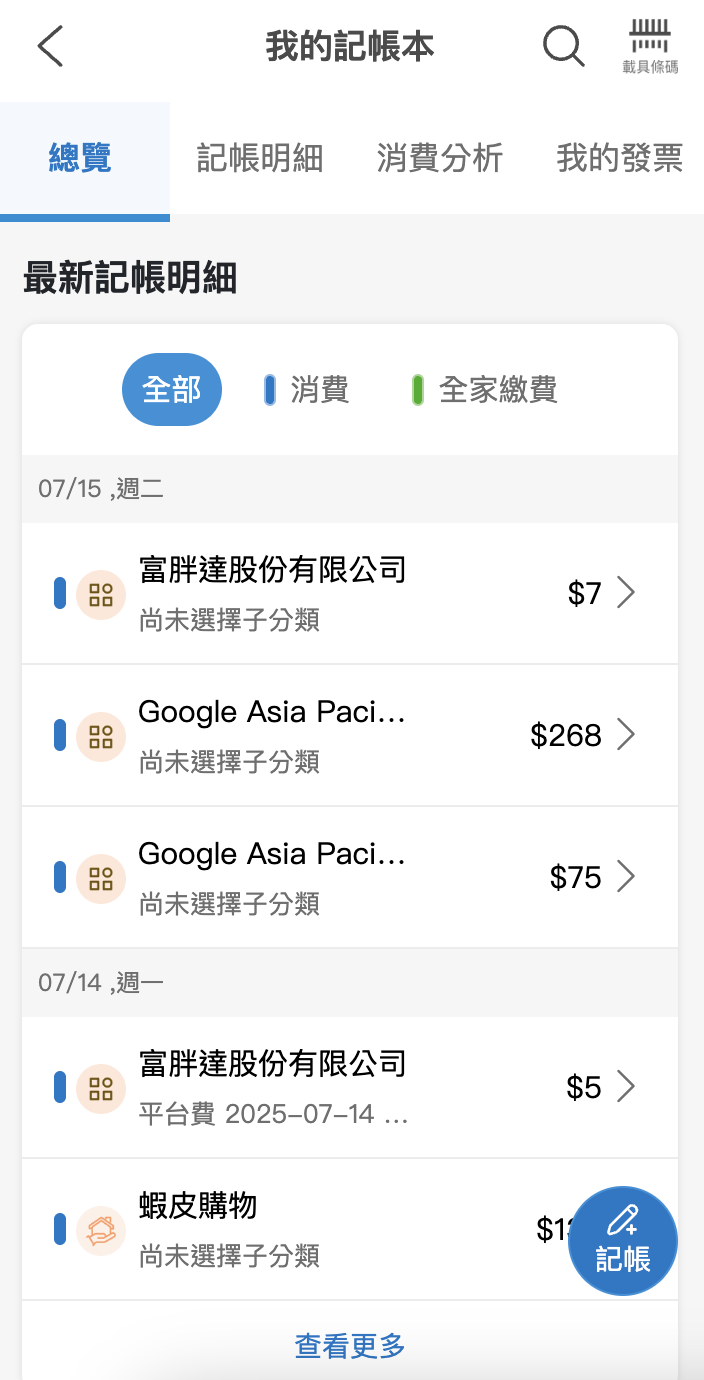 我的記帳本
載具條碼
總覽
記帳明細
消費分析
我的發票
最新記帳明細
全部
消費
全家繳費
07/15 ,週二
富胖達股份有限公司
$7
尚未選擇子分類
Google Asia Paci...
$268
尚未選擇子分類
Google Asia Paci...
$75
尚未選擇子分類
07/14 ,週一
富胖達股份有限公司
$5
平台費 2025-07-14 ...
蝦皮購物
尚未選擇子分類
記帳
查看更多